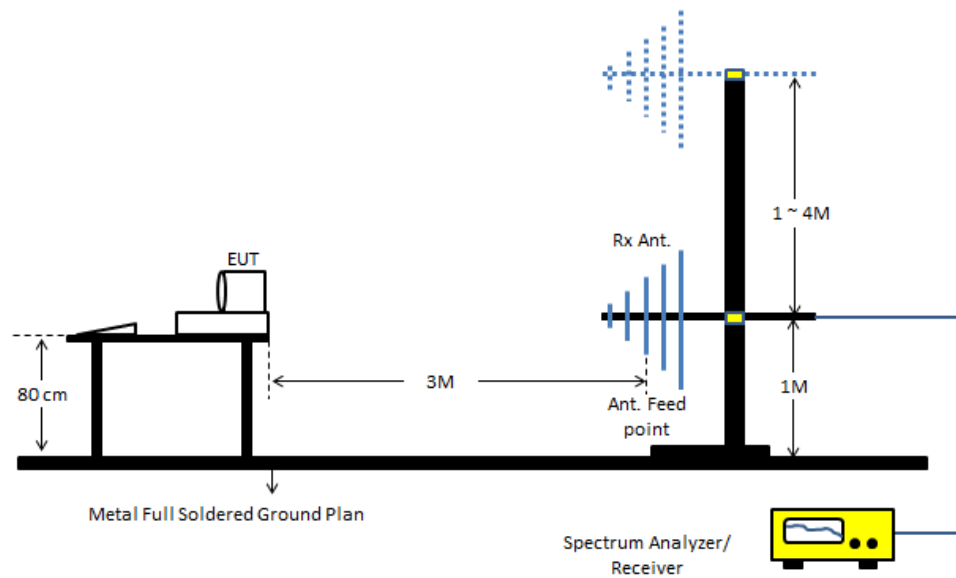 1 ~ 4M
Rx Ant.
EUT
3M
1M
80 cm
Ant. Feed
point
Metal Full Soldered Ground Plan
Spectrum Analyzer/
Receiver